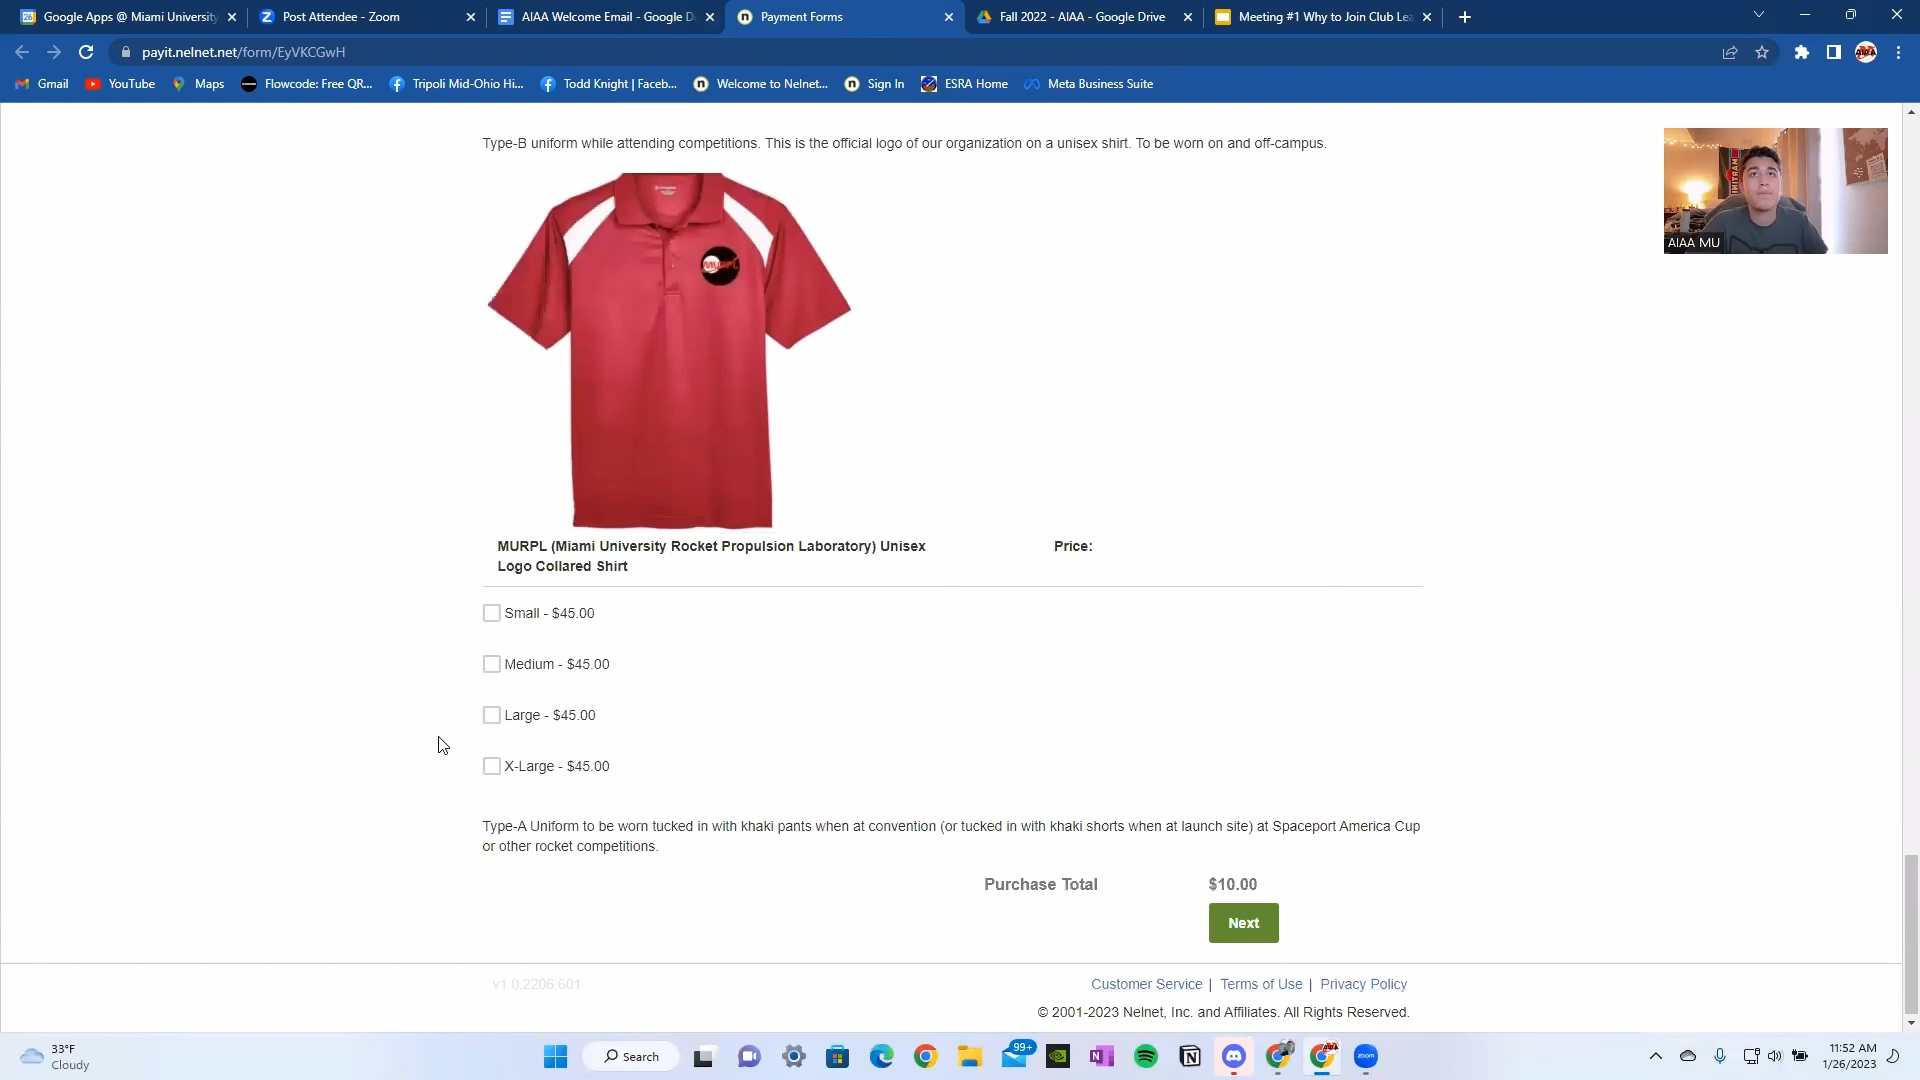 Google Apps @ Miami University
Post Attendee - Zoom
AIAA Welcome Email - Google D
Payment Forms
Fall 2022 - AIAA - Google Drive
Meeting #1 Why to Join Club Lea
payit.nelnet.net/form/EyVKCGwH
Gmail
YouTube
Maps
Flowcode: Free QR...
Tripoli Mid-Ohio Hi...
Todd Knight | Faceb...
Welcome to Nelnet...
Sign In
ESRA Home
Meta Business Suite
Type-B uniform while attending competitions. This is the official logo of our organization on a unisex shirt. To be worn on and off-campus.
MURPL
AIAA MU
MURPL (Miami University Rocket Propulsion Laboratory) Unisex
Logo Collared Shirt
Price:
Small - $45.00
Medium - $45.00
Large - $45.00
X-Large - $45.00
Type-A Uniform to be worn tucked in with khaki pants when at convention (or tucked in with khaki shorts when at launch site) at Spaceport America Cup
or other rocket competitions.
Purchase Total $10.00
Next
v1.0.2206.601
Customer Service | Terms of Use | Privacy Policy
© 2001-2023 Nelnet, Inc. and Affiliates. All Rights Reserved.
33°F
Cloudy
Search
99+
zoom
11:52 AM
1/26/2023